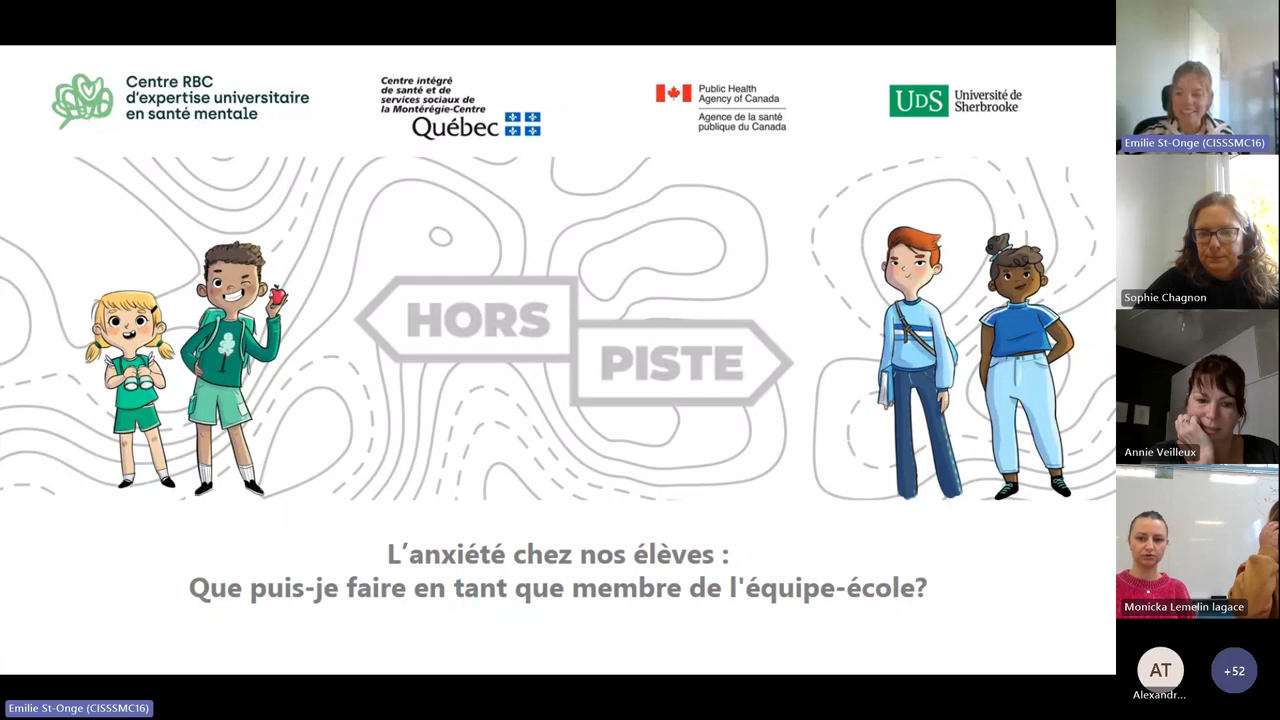 Centre RBC
d'expertise universitaire
en santé mentale
Centre intégré
de santé et de
services sociaux de
la Montérégie-Centre
Québec
Public Health
Agency of Canada
Agence de la santé
publique du Canada
UDS
Université de
Sherbrooke
HORS
PISTE
L'anxiété chez nos élèves :
Que puis-je faire en tant que membre de l'équipe-école?
Emilie St-Onge (CISSSMC16)
Sophie Chagnon
Annie Veilleux
Monicka Lemelin lagace
AT
Alexandr...
+52
Emilie St-Onge (CISSSMC16)